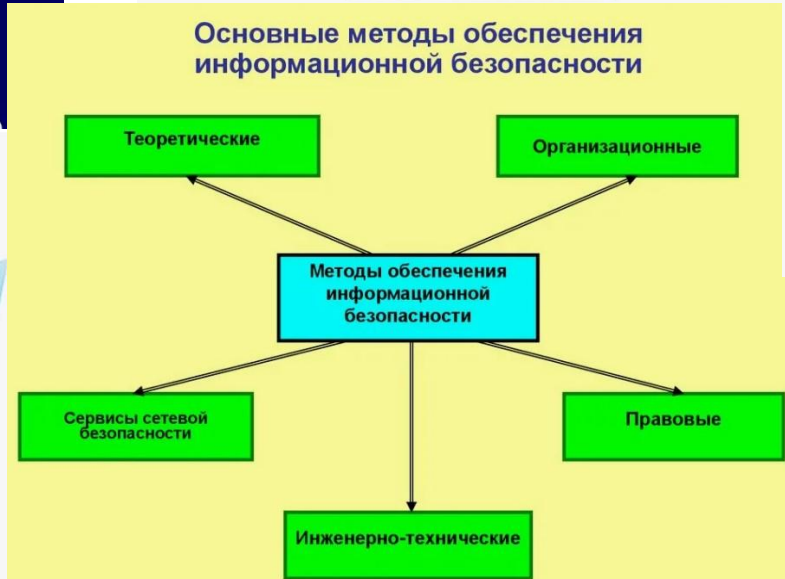 Основные методы обеспечения
информационной безопасности
Теоретические
Организационные
Методы обеспечения
информационной
безопасности
Сервисы сетевой
безопасности
Правовые
Инженерно-технические